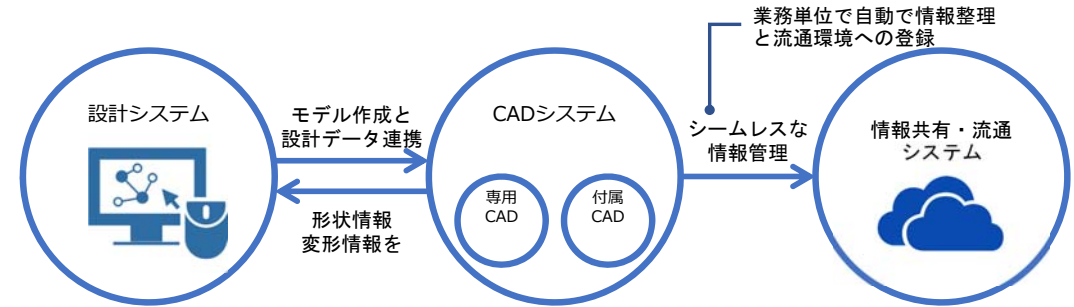 業務単位で自動で情報整理
と流通環境への登録
設計システム
モデル作成と
設計データ連携
形状情報
変形情報を
CADシステム
専用
CAD
付属
CAD
シームレスな
情報管理
情報共有・流通
システム